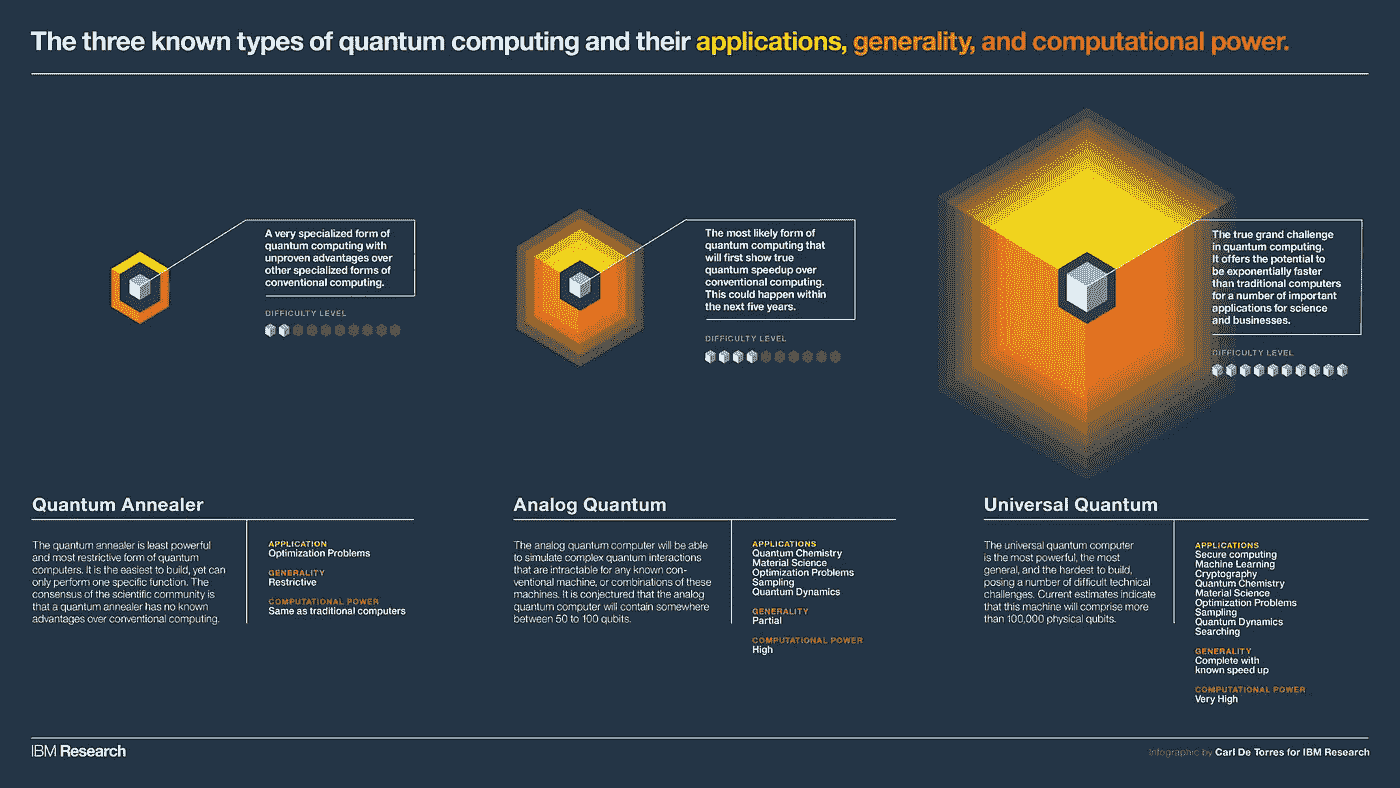 The three known types of quantum computing and their applications, generality, and computational power.
A very specialized form of
quantum computing with
unproven advantages over
other specialized forms of
conventional computing.
DIFFICULTY LEVEL
The most likely form of
quantum computing that
will first show true
quantum speedup over
conventional computing.
This could happen within
the next five years.
DIFFICULTY LEVEL
The true grand challenge
in quantum computing.
It offers the potential to
be exponentially faster
than traditional computers
for a number of important
applications for science
and businesses.
DIFFICULTY LEVEL
Quantum Annealer
The quantum annealer is least powerful
and most restrictive form of quantum
computers. It is the easiest to build, yet can
only perform one specific function. The
consensus of the scientific community is
that a quantum annealer has no known
advantages over conventional computing.
APPLICATION
Optimization Problems
GENERALITY
Restrictive
COMPUTATIONAL POWER
Same as traditional computers
Analog Quantum
The analog quantum computer will be able
to simulate complex quantum interactions
that are intractable for any known con-
ventional machine, or combinations of these
machines. It is conjectured that the analog
quantum computer will contain somewhere
between 50 to 100 qubits.
APPLICATIONS
Quantum Chemistry
Material Science
Optimization Problems
Sampling
Quantum Dynamics
GENERALITY
Partial
COMPUTATIONAL POWER
High
Universal Quantum
The universal quantum computer
is the most powerful, the most
general, and the hardest to build,
posing a number of difficult technical
challenges. Current estimates indicate
that this machine will comprise more
than 100,000 physical qubits.
APPLICATIONS
Secure computing
Machine Learning
Cryptography
Quantum Chemistry
Material Science
Optimization Problems
Sampling
Quantum Dynamics
Searching
GENERALITY
Complete with
known speed up
COMPUTATIONAL POWER
Very High
IBM Research
Infographic by Carl De Torres for IBM Research